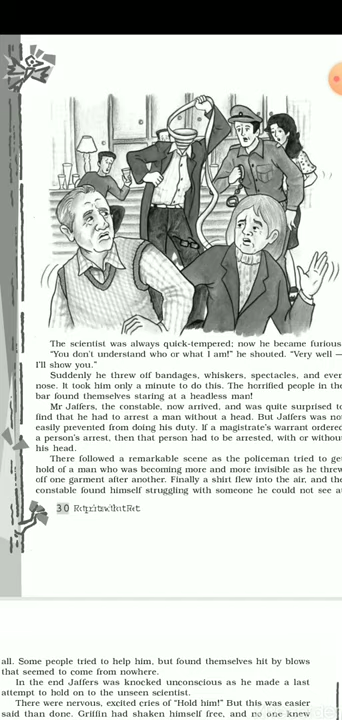 The scientist was always quick-tempered; now he became furious.
“You don’t understand who or what I am!” he shouted. “Very well —
I’ll show you.”
Suddenly he threw off bandages, whiskers, spectacles, and even
nose. It took him only a minute to do this. The horrified people in the
bar found themselves staring at a headless man!
Mr Jaffers, the constable, now arrived, and was quite surprised to
find that he had to arrest a man without a head. But Jaffers was not
easily prevented from doing his duty. If a magistrate’s warrant ordered
a person’s arrest, then that person had to be arrested, with or without
his head.
There followed a remarkable scene as the policeman tried to get
hold of a man who was becoming more and more invisible as he threw
off one garment after another. Finally a shirt flew into the air, and the
constable found himself struggling with someone he could not see at
30
all. Some people tried to help him, but found themselves hit by blows
that seemed to come from nowhere.
In the end Jaffers was knocked unconscious as he made a last
attempt to hold on to the unseen scientist.
There were nervous, excited cries of “Hold him!” But this was easier
said than done. Griffin had shaken himself free, and no one knew